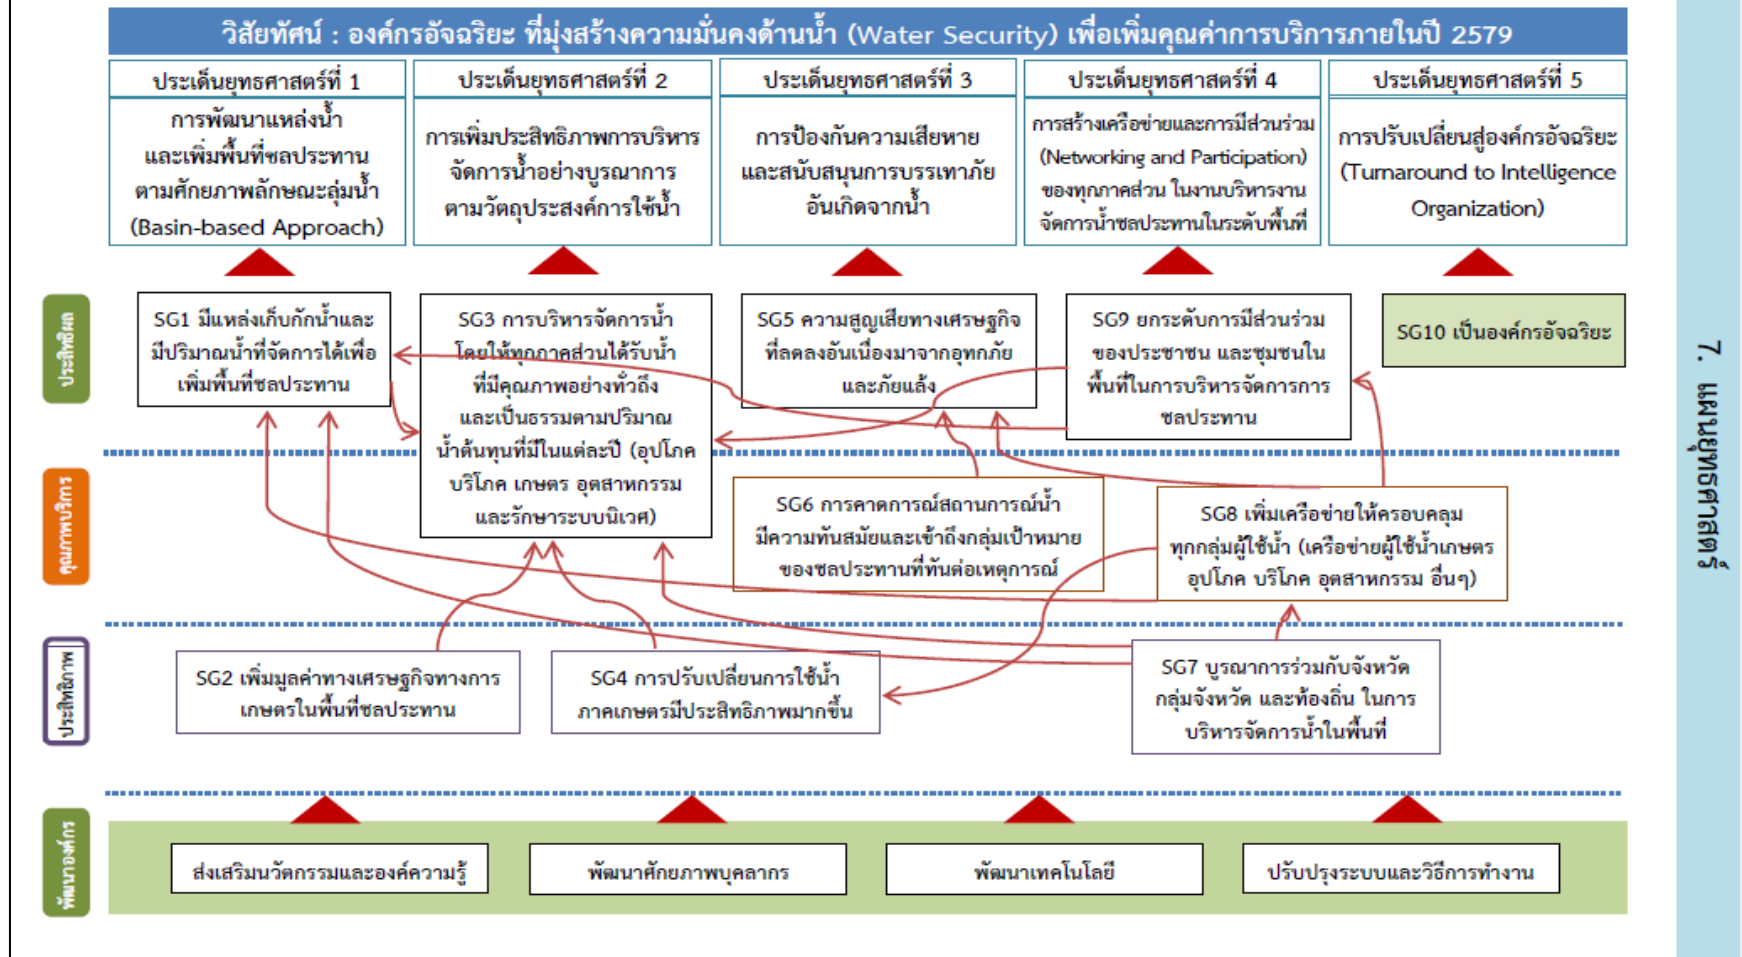 วิสัยทัศน์ : องค์กรอัจฉริยะ ที่มุ่งสร้างความมั่นคงด้านน้ำ (Water Security) เพื่อเพิ่มคุณค่าการบริการภายในปี 2579
ประเด็นยุทธศาสตร์ที่ 1
การพัฒนาแหล่งน้ำ
และเพิ่มพื้นที่ชลประทาน
ตามศักยภาพลักษณะลุ่มน้ำ
(Basin-based Approach)
ประเด็นยุทธศาสตร์ที่ 2
การเพิ่มประสิทธิภาพการบริหาร
จัดการน้ำอย่างบูรณาการ
ตามวัตถุประสงค์การใช้น้ำ
ประเด็นยุทธศาสตร์ที่ 3
การป้องกันความเสียหาย
และสนับสนุนการบรรเทาภัย
อันเกิดจากน้ำ
ประเด็นยุทธศาสตร์ที่ 4
การสร้างเครือข่ายและการมีส่วนร่วม
(Networking and Participation)
ของทุกภาคส่วน ในงานบริหารงาน
จัดการน้ำชลประทานในระดับพื้นที่
ประเด็นยุทธศาสตร์ที่ 5
การปรับเปลี่ยนสู่องค์กรอัจฉริยะ
(Turnaround to Intelligence
Organization)
ประสิทธิผล
SG1 มีแหล่งเก็บกักน้ำและ
มีปริมาณน้ำที่จัดการได้เพื่อ
เพิ่มพื้นที่ชลประทาน
SG3 การบริหารจัดการน้ำ
โดยให้ทุกภาคส่วนได้รับน้ำ
ที่มีคุณภาพอย่างทั่วถึง
และเป็นธรรมตามปริมาณ
น้ำต้นทุนที่มีในแต่ละปี (อุปโภค
บริโภค เกษตร อุตสาหกรรม
และรักษาระบบนิเวศ)
SG5 ความสูญเสียทางเศรษฐกิจ
ที่ลดลงอันเนื่องมาจากอุทกภัย
และภัยแล้ง
SG9 ยกระดับการมีส่วนร่วม
ของประชาชน และชุมชนใน
พื้นที่ในการบริหารจัดการการ
ชลประทาน
SG10 เป็นองค์กรอัจฉริยะ
คุณภาพบริการ
SG6 การคาดการณ์สถานการณ์น้ำ
มีความทันสมัยและเข้าถึงกลุ่มเป้าหมาย
ของชลประทานที่ทันต่อเหตุการณ์
SG8 เพิ่มเครือข่ายให้ครอบคลุม
ทุกกลุ่มผู้ใช้น้ำ (เครือข่ายผู้ใช้น้ำเกษตร
อุปโภค บริโภค อุตสาหกรรม อื่นๆ)
ประสิทธิภาพ
SG2 เพิ่มมูลค่าทางเศรษฐกิจทางการ
เกษตรในพื้นที่ชลประทาน
SG4 การปรับเปลี่ยนการใช้น้ำ
ภาคเกษตรมีประสิทธิภาพมากขึ้น
SG7 บูรณาการร่วมกับจังหวัด
กลุ่มจังหวัด และท้องถิ่น ในการ
บริหารจัดการน้ำในพื้นที่
พัฒนาองค์กร
ส่งเสริมนวัตกรรมและองค์ความรู้
พัฒนาศักยภาพบุคลากร
พัฒนาเทคโนโลยี
ปรับปรุงระบบและวิธีการทำงาน
7. แผนยุทธศาสตร์